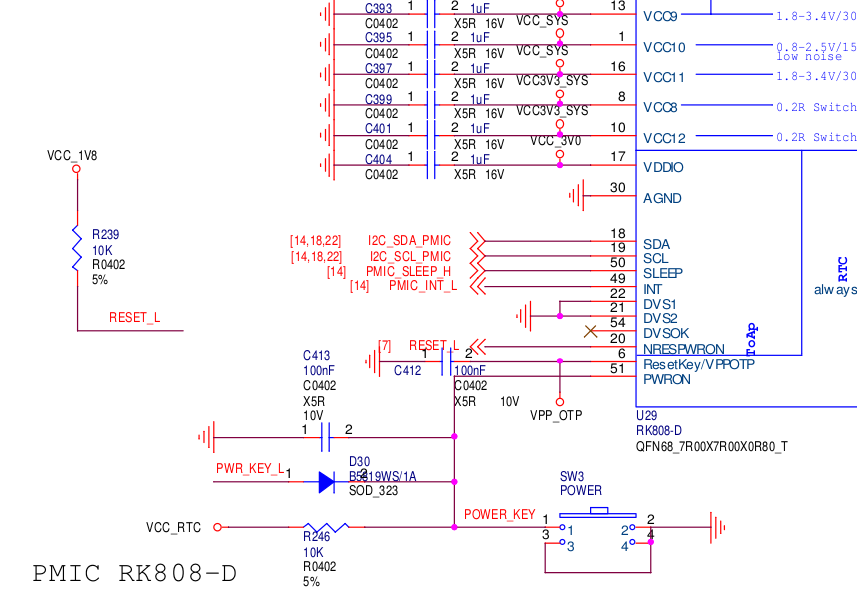 C393 1 2 1uF VCC_SYS 13 VCC9 1.8-3.4V/30
C0402 X5R 16V
C395 1 2 1uF VCC_SYS 1 VCC10 0.8-2.5V/15
C0402 X5R 16V low noise
C397 1 2 1uF 16 VCC11 1.8-3.4V/30
C0402 X5R 16V VCC3V3_SYS
C399 1 2 1uF 8 VCC8 0.2R Switch
C0402 X5R 16V VCC3V3_SYS
C401 1 2 1uF 10 VCC12 0.2R Switch
C0402 X5R 16V VCC_3V0
C404 1 2 1uF 17 VDDIO
C0402 X5R 16V
VCC_1V8
30 AGND
R239
10K
R0402
5%
RESET_L
[14,18,22] I2C_SDA_PMIC 18 SDA
[14,18,22] I2C_SCL_PMIC 19 SCL
[14] PMIC_SLEEP_H 50 SLEEP
[14] PMIC_INT_L 49 INT
22 DVS1
21 DVS2
54 DVSOK
[7] RESET_L 20 NRESPWRON
6 ResetKey/VPPOTP
51 PWRON
RTC
always
ToAp
1 2
C412 100nF
C0402
X5R 10V
VPP_OTP
C413
100nF
C0402
X5R
10V
1 2
U29
RK808-D
QFN68_7R00X7R00X0R80_T
PWR_KEY_L 1 2
D30
B5819WS/1A
SOD_323
SW3
POWER
POWER_KEY
1 1 2 2
3 3 4 4
VCC_RTC
R246
10K
R0402
5%
PMIC RK808-D